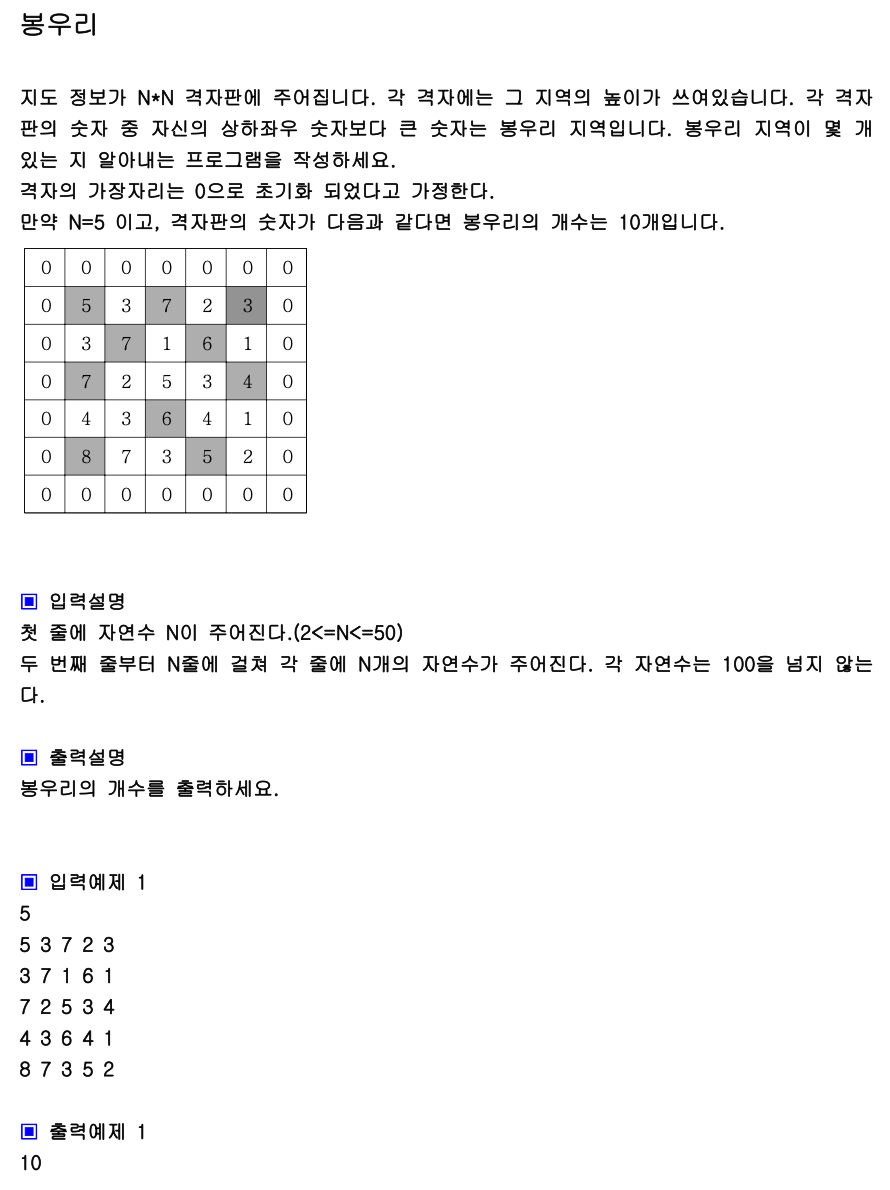 봉우리
지도 정보가 N*N 격자판에 주어집니다. 각 격자에는 그 지역의 높이가 쓰여있습니다. 각 격자
판의 숫자 중 자신의 상하좌우 숫자보다 큰 숫자는 봉우리 지역입니다. 봉우리 지역이 몇 개
있는 지 알아내는 프로그램을 작성하세요.
격자의 가장자리는 0으로 초기화 되었다고 가정한다.
만약 N=5 이고, 격자판의 숫자가 다음과 같다면 봉우리의 개수는 10개입니다.
0 0 0 0 0 0 0
0 5 3 7 2 3 0
0 3 7 1 6 1 0
0 7 2 5 3 4 0
0 4 3 6 4 1 0
0 8 7 3 5 2 0
0 0 0 0 0 0 0
▣ 입력설명
첫 줄에 자연수 N이 주어진다.(2<=N<=50)
두 번째 줄부터 N줄에 걸쳐 각 줄에 N개의 자연수가 주어진다. 각 자연수는 100을 넘지 않는
다.
▣ 출력설명
봉우리의 개수를 출력하세요.
▣ 입력예제 1
5
5 3 7 2 3
3 7 1 6 1
7 2 5 3 4
4 3 6 4 1
8 7 3 5 2
▣ 출력예제 1
10